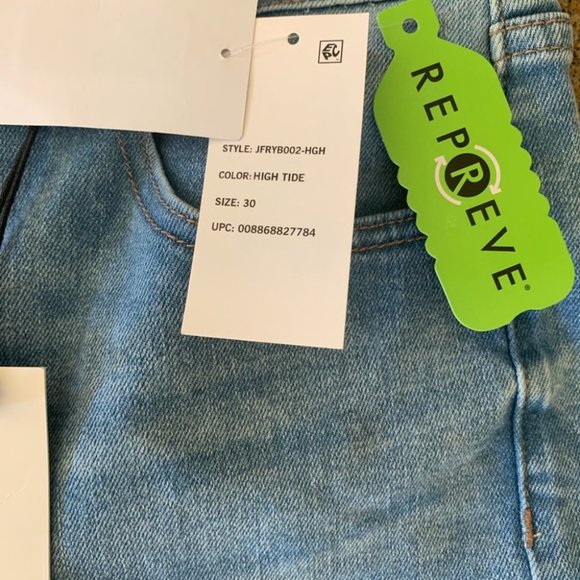 STYLE: JFRYB002-HGH
COLOR: HIGH TIDE
SIZE: 30
UPC: 008868827784
REPREVE®